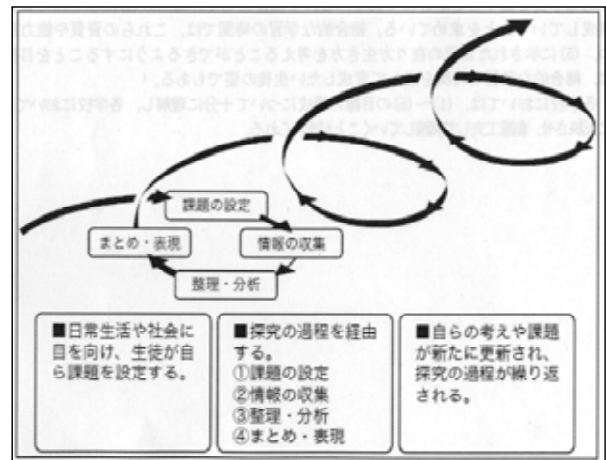 課題の設定
まとめ・表現
情報の収集
整理・分析
■日常生活や社会に
目を向け、生徒が自
ら課題を設定する。
■探究の過程を経由
する。
①課題の設定
②情報の収集
③整理・分析
④まとめ・表現
■自らの考えや課題
が新たに更新され、
探究の過程が繰り返
される。